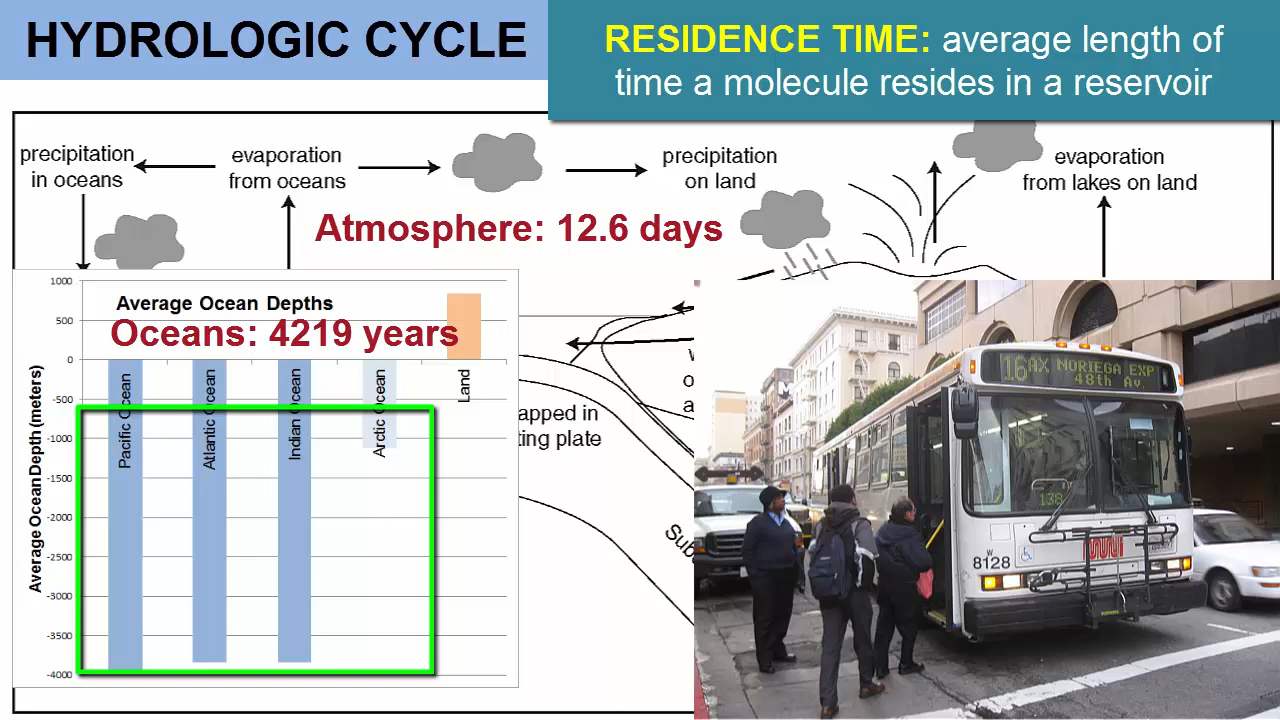 HYDROLOGIC CYCLE
RESIDENCE TIME: average length of
time a molecule resides in a reservoir
precipitation
in oceans
evaporation
from oceans
precipitation
on land
evaporation
from lakes on land
Atmosphere: 12.6 days
Average Ocean Depths
Oceans: 4219 years
Average Ocean Depth (meters)
1000
500
0
-500
-1000
-1500
-2000
-2500
-3000
-3500
-4000
Pacific Ocean
Atlantic Ocean
Indian Ocean
Arctic Ocean
Land
apped in
ting plate
w
o
a
Sub
16AX NORIEGA EXP
48th Av.
138
W
8128
MUNI